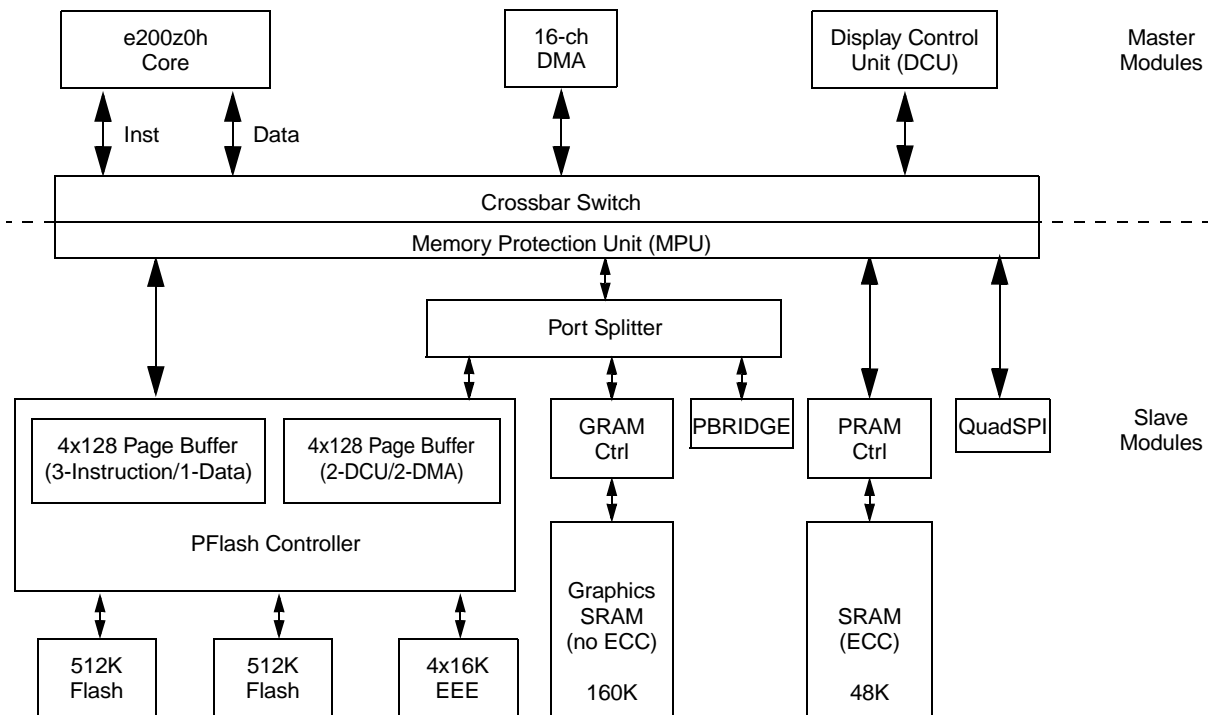 e200z0h
Core
16-ch
DMA
Display Control
Unit (DCU)
Master
Modules
Inst
Data
Crossbar Switch
Memory Protection Unit (MPU)
Port Splitter
4x128 Page Buffer
(3-Instruction/1-Data)
4x128 Page Buffer
(2-DCU/2-DMA)
PFlash Controller
GRAM
Ctrl
PBRIDGE
PRAM
Ctrl
QuadSPI
Slave
Modules
512K
Flash
512K
Flash
4x16K
EEE
Graphics
SRAM
(no ECC)
160K
SRAM
(ECC)
48K